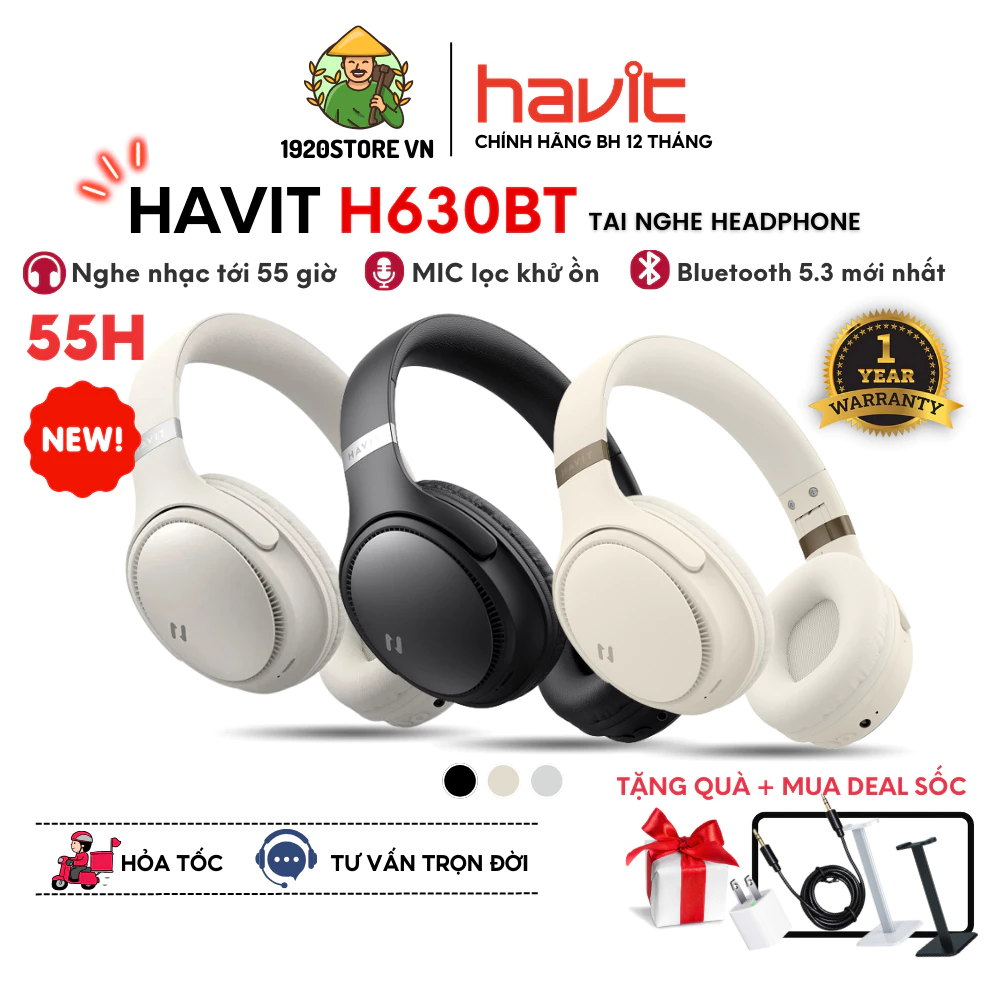 1920STORE VN
havit
CHÍNH HÃNG BH 12 THÁNG
HAVIT H630BT TAI NGHE HEADPHONE
Nghe nhạc tới 55 giờ
MIC lọc khử ồn
Bluetooth 5.3 mới nhất
55H
NEW!
1
YEAR
WARRANTY
HAVIT
HAVIT
HAVIT
TẶNG QUÀ + MUA DEAL SỐC
HỎA TỐC
TƯ VẤN TRỌN ĐỜI